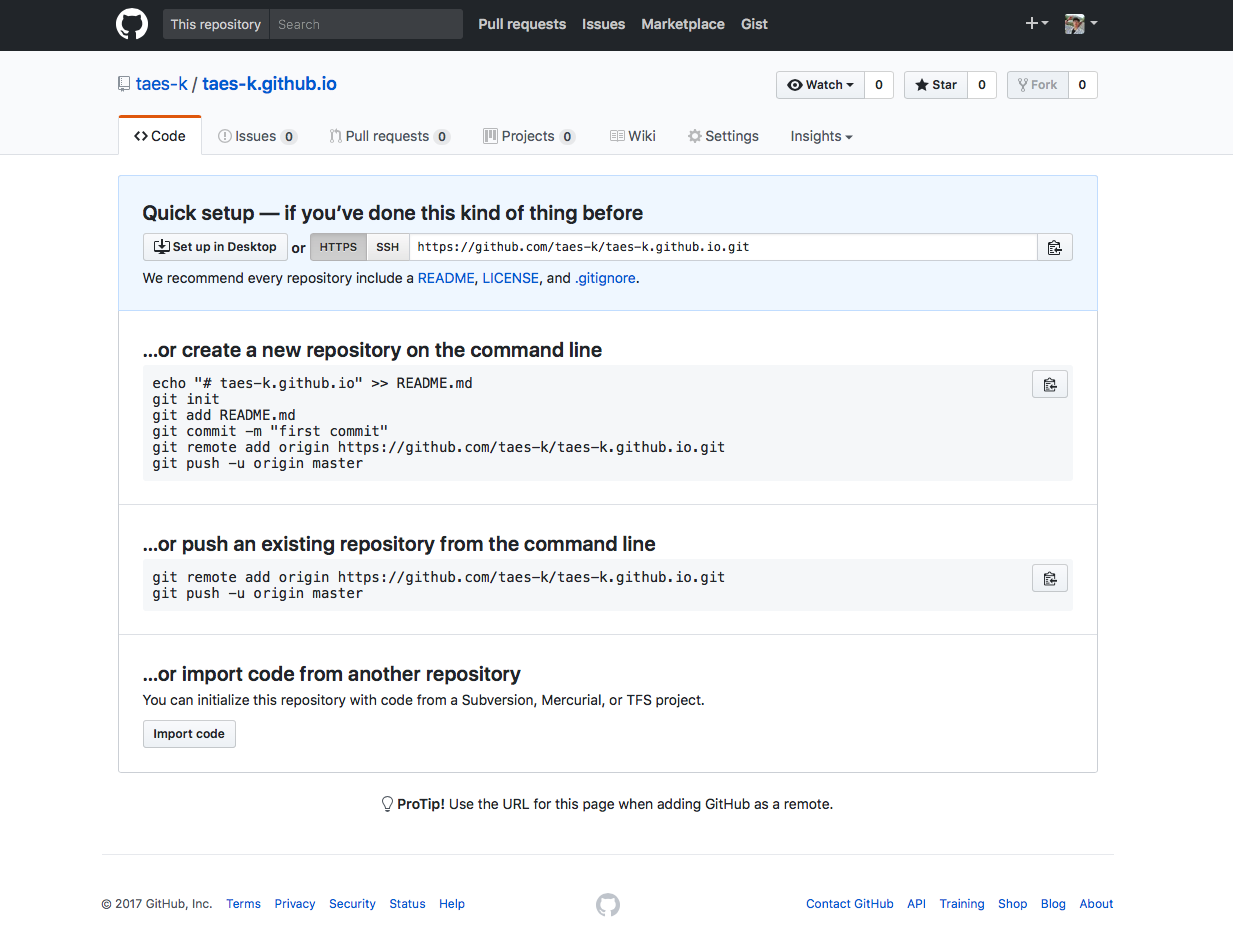 This repository Search Pull requests Issues Marketplace Gist
taes-k / taes-k.github.io
Watch 0 Star 0 Fork 0
Code Issues 0 Pull requests 0 Projects 0 Wiki Settings Insights
Quick setup — if you've done this kind of thing before
Set up in Desktop or HTTPS SSH https://github.com/taes-k/taes-k.github.io.git
We recommend every repository include a README, LICENSE, and .gitignore.
…or create a new repository on the command line
echo "# taes-k.github.io" >> README.md
git init
git add README.md
git commit -m "first commit"
git remote add origin https://github.com/taes-k/taes-k.github.io.git
git push -u origin master
…or push an existing repository from the command line
git remote add origin https://github.com/taes-k/taes-k.github.io.git
git push -u origin master
…or import code from another repository
You can initialize this repository with code from a Subversion, Mercurial, or TFS project.
Import code
ProTip! Use the URL for this page when adding GitHub as a remote.
© 2017 GitHub, Inc. Terms Privacy Security Status Help Contact GitHub API Training Shop Blog About